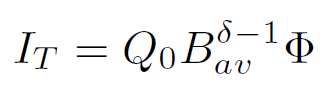 $I_T = Q_0 B_{av}^{\delta-1} \Phi$